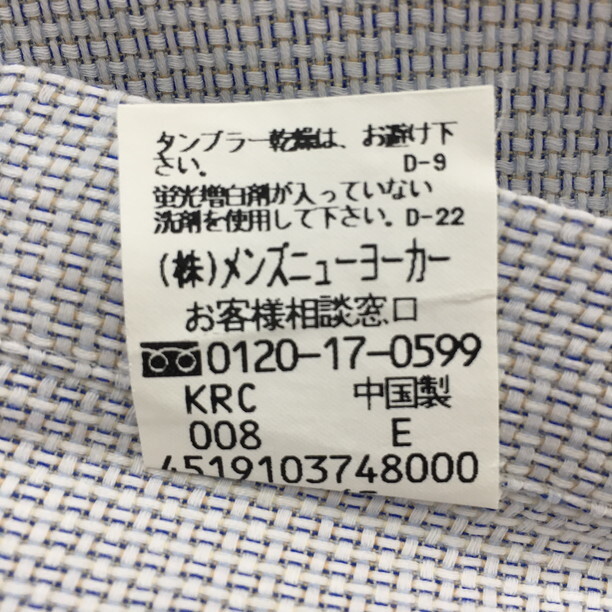 タンブラー乾燥は、お避け下
さい。 D-9
蛍光増白剤が入っていない
洗剤を使用して下さい。D-22
(株)メンズニューヨーカー
お客様相談窓口
0120-17-0599
KRC 中国製
008 E
4519103748000